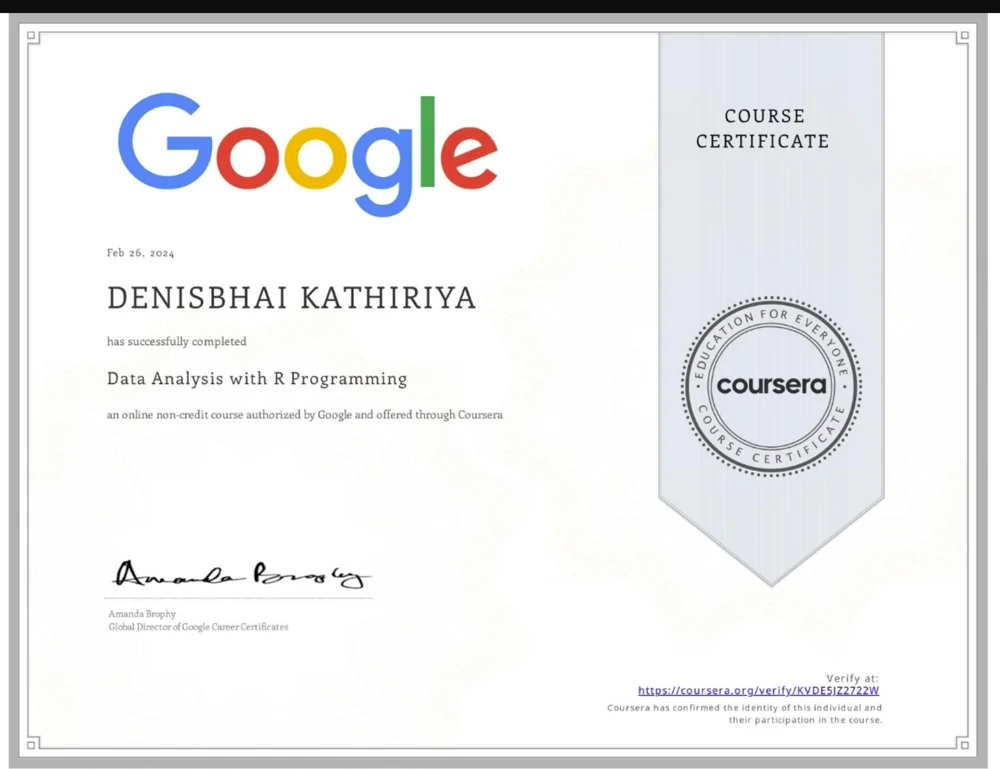 Google
COURSE
CERTIFICATE
Feb 26, 2024
DENISBHAI KATHIRIYA
has successfully completed
Data Analysis with R Programming
an online non-credit course authorized by Google and offered through Coursera
EDUCATION FOR EVERYONE
coursera
COURSE CERTIFICATE
Amanda Brophy
Amanda Brophy
Global Director of Google Career Certificates
Verify at:
https://coursera.org/verify/KVDE5JZ2722W
Coursera has confirmed the identity of this individual and
their participation in the course.